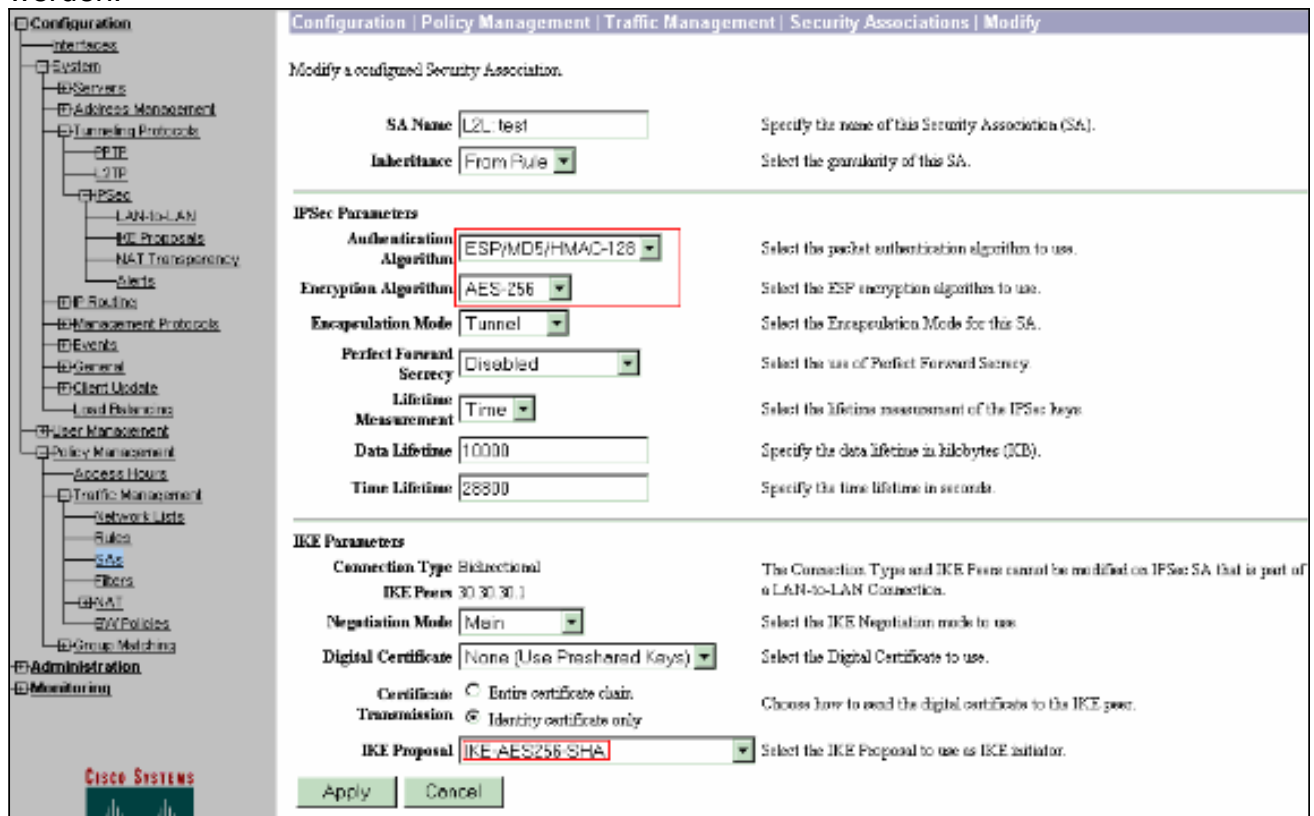 werden.
Configuration
Interfaces
System
Servers
Address Management
Tunneling Protocols
PPTP
L2TP
IPSec
LAN-to-LAN
IKE Proposals
NAT Transparency
Alerts
IP Routing
Management Protocols
Events
General
Client Update
Load Balancing
User Management
Policy Management
Access Hours
Traffic Management
Network Lists
Rules
SAs
Filters
NAT
BW Policies
Group Matching
Administration
Monitoring
CISCO SYSTEMS
Configuration | Policy Management | Traffic Management | Security Associations | Modify
Modify a configured Security Association.
SA Name L2L: test Specify the name of this Security Association (SA).
Inheritance From Rule Select the granularity of this SA.
IPSec Parameters
Authentication Algorithm ESP/MD5/HMAC-128 Select the packet authentication algorithm to use.
Encryption Algorithm AES-256 Select the ESP encryption algorithm to use.
Encapsulation Mode Tunnel Select the Encapsulation Mode for this SA.
Perfect Forward Secrecy Disabled Select the use of Perfect Forward Secrecy.
Lifetime Measurement Time Select the lifetime measurement of the IPSec keys.
Data Lifetime 10000 Specify the data lifetime in kilobytes (KB).
Time Lifetime 28800 Specify the time lifetime in seconds.
IKE Parameters
Connection Type Bidirectional The Connection Type and IKE Peers cannot be modified on IPSec SA that is part of
IKE Peers 30.30.30.1 a LAN-to-LAN Connection.
Negotiation Mode Main Select the IKE Negotiation mode to use.
Digital Certificate None (Use Preshared Keys) Select the Digital Certificate to use.
Certificate Transmission Entire certificate chain
Identity certificate only Choose how to send the digital certificate to the IKE peer.
IKE Proposal IKE-AES256-SHA Select the IKE Proposal to use as IKE initiator.
Apply Cancel